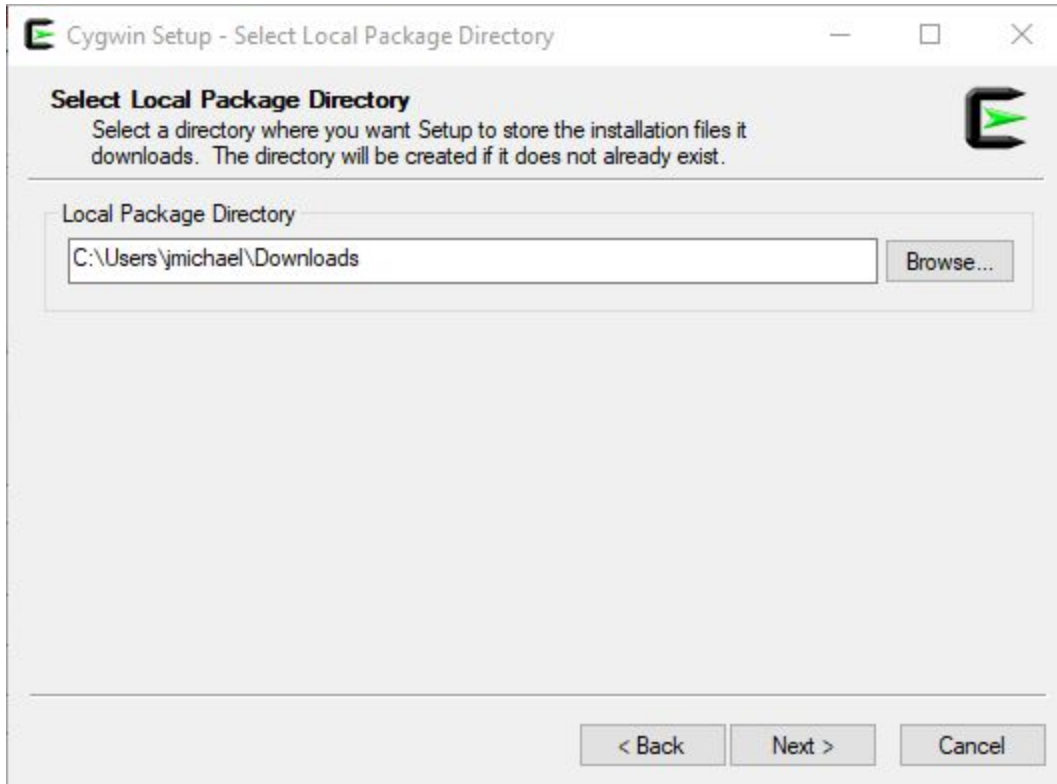 Cygwin Setup - Select Local Package Directory
Select Local Package Directory
Select a directory where you want Setup to store the installation files it
downloads.  The directory will be created if it does not already exist.
Local Package Directory
C:\Users\jmichael\Downloads
Browse...
< Back
Next >
Cancel